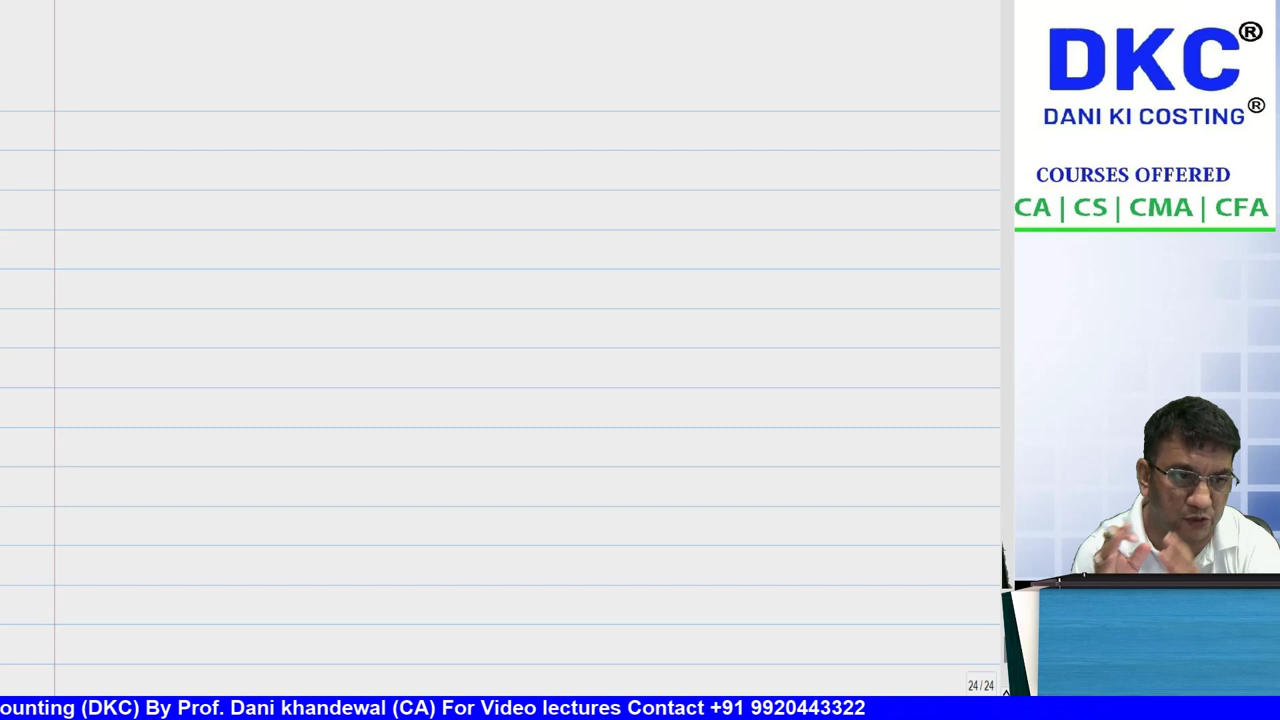 DKC®
DANI KI COSTING®
COURSES OFFERED
CA | CS | CMA | CFA
24 / 24
ounting (DKC) By Prof. Dani khandewal (CA) For Video lectures Contact +91 9920443322